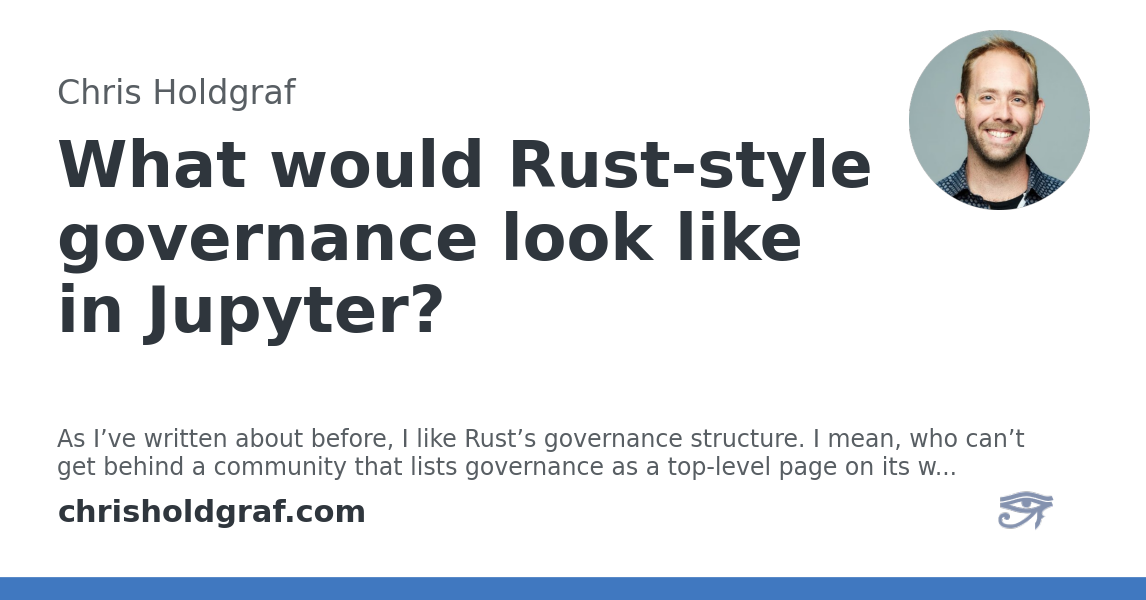 Chris Holdgraf
What would Rust-style
governance look like
in Jupyter?
As I’ve written about before, I like Rust’s governance structure. I mean, who can’t
get behind a community that lists governance as a top-level page on its w...
chrisholdgraf.com